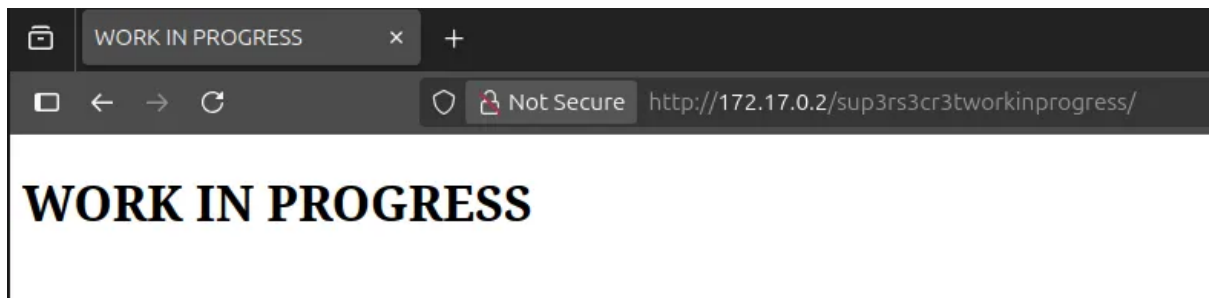 WORK IN PROGRESS
Not Secure http://172.17.0.2/sup3rs3cr3tworkinprogress/
WORK IN PROGRESS